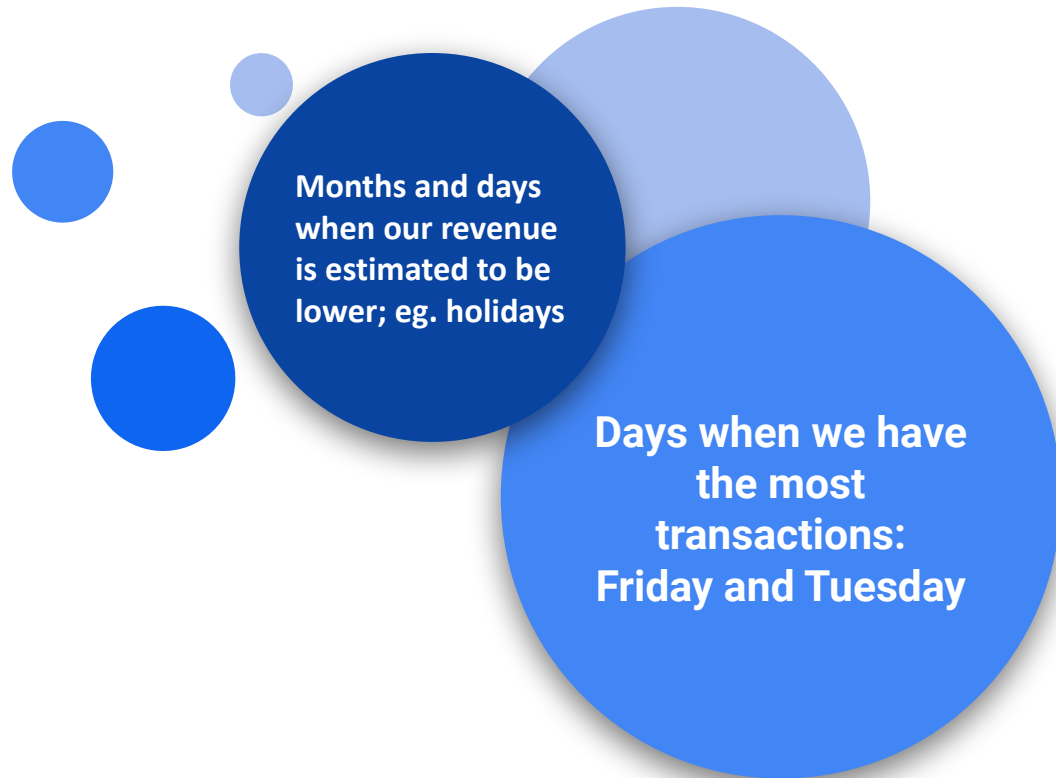 Months and days
when our revenue
is estimated to be
lower; eg. holidays
Days when we have
the most
transactions:
Friday and Tuesday